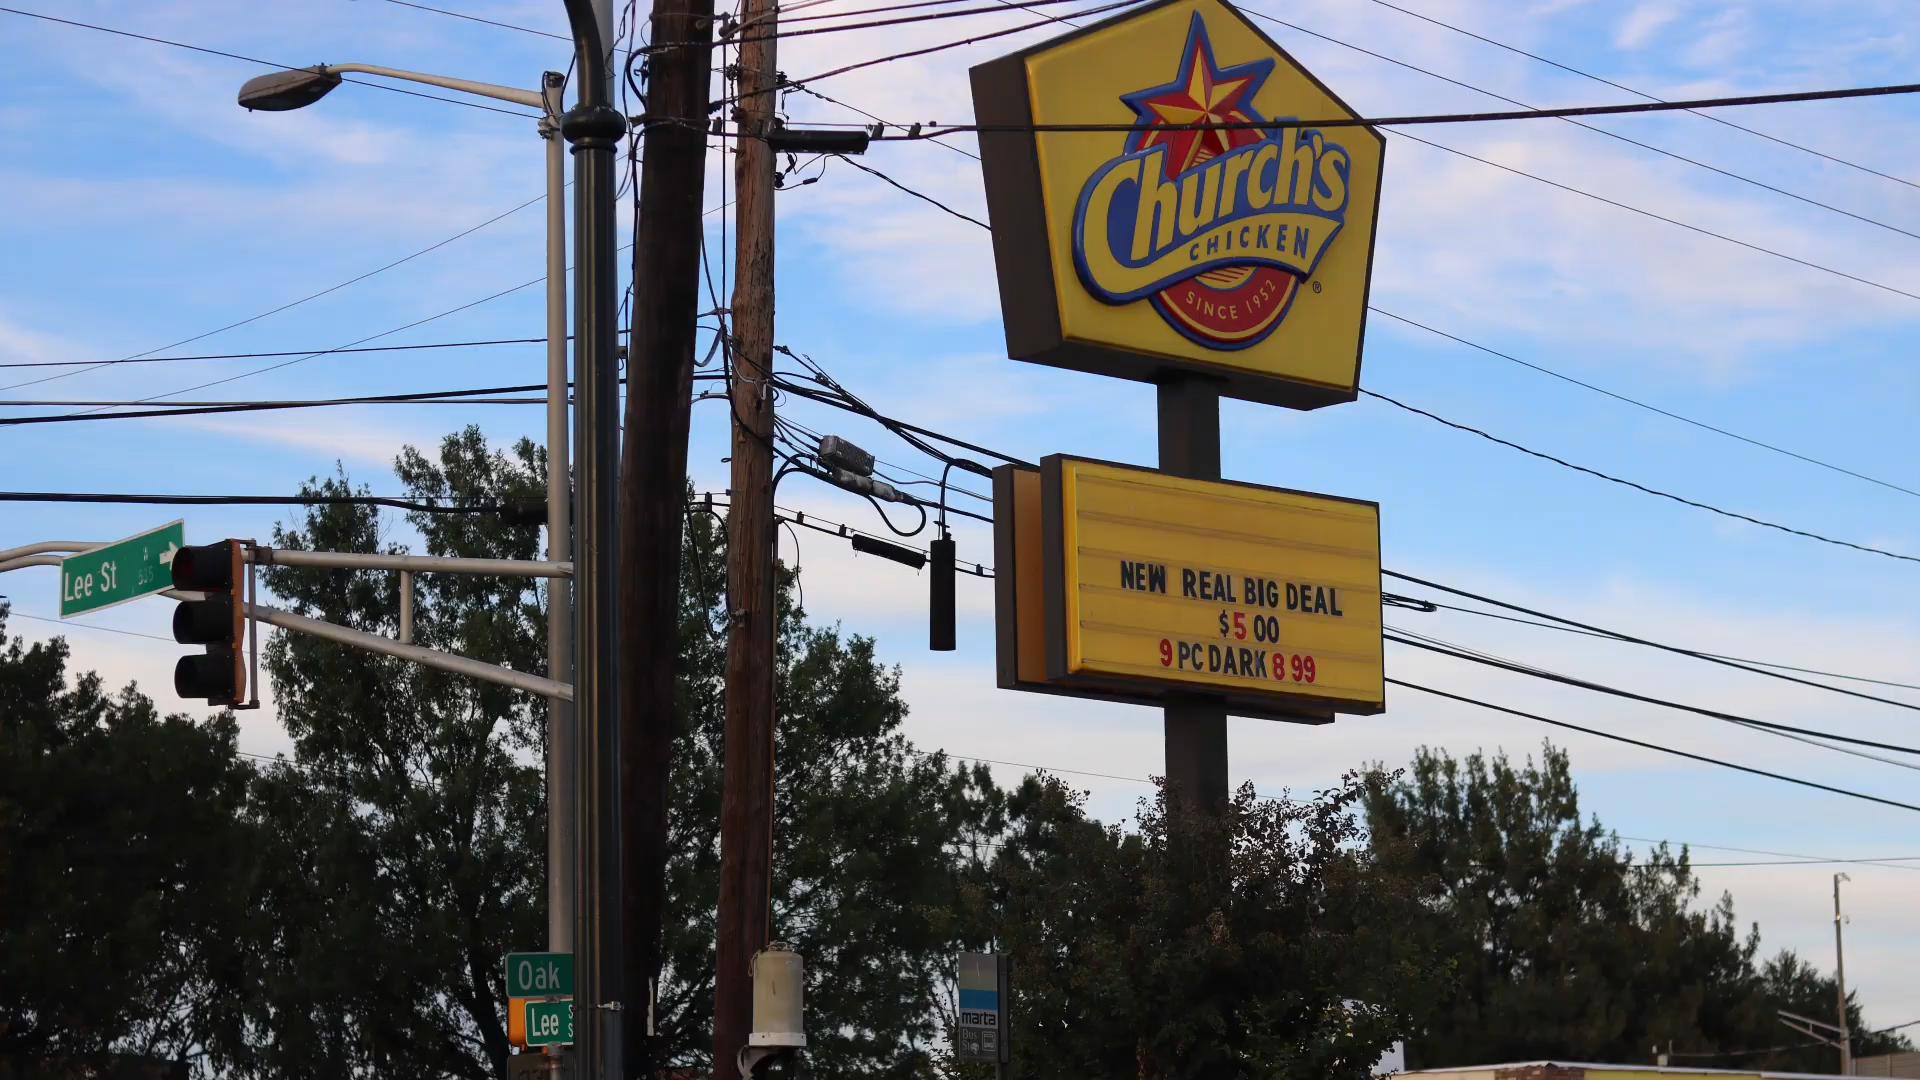 Church's
CHICKEN
SINCE 1952
®
NEW REAL BIG DEAL
$5 00
9 PC DARK 8 99
Lee St
Oak
Lee
marta
Bus